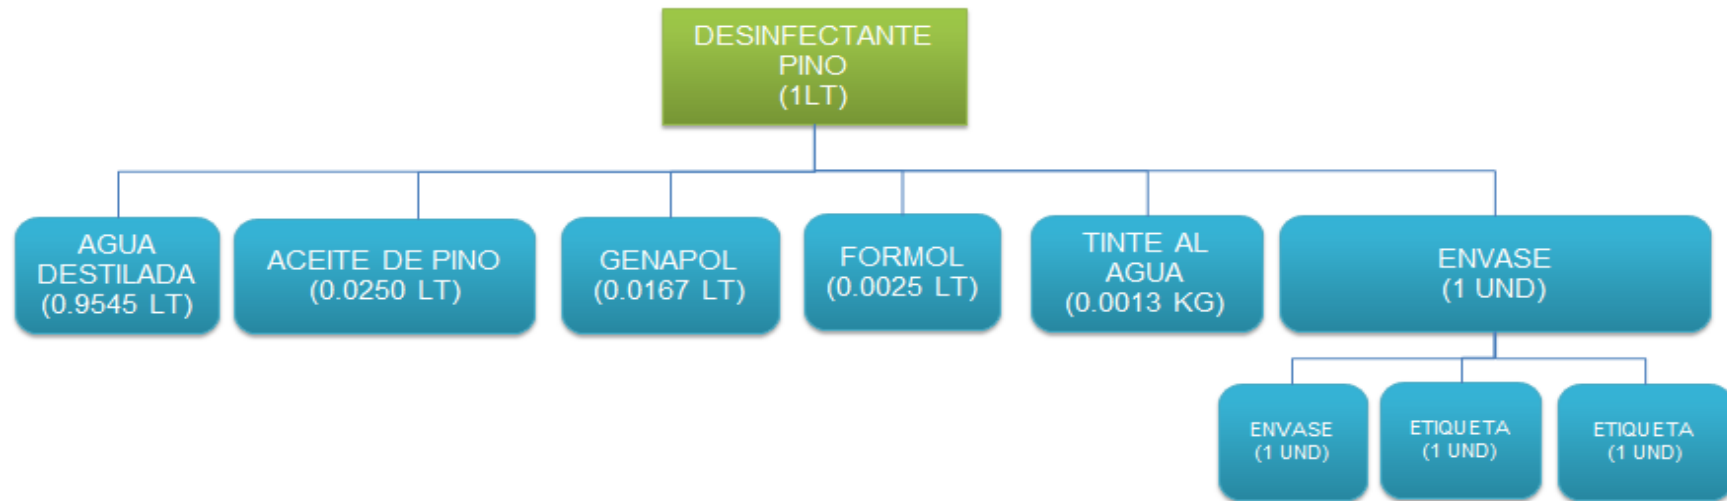 DESINFECTANTE
PINO
(1LT)
AGUA
DESTILADA
(0.9545 LT)
ACEITE DE PINO
(0.0250 LT)
GENAPOL
(0.0167 LT)
FORMOL
(0.0025 LT)
TINTE AL
AGUA
(0.0013 KG)
ENVASE
(1 UND)
ENVASE
(1 UND)
ETIQUETA
(1 UND)
ETIQUETA
(1 UND)